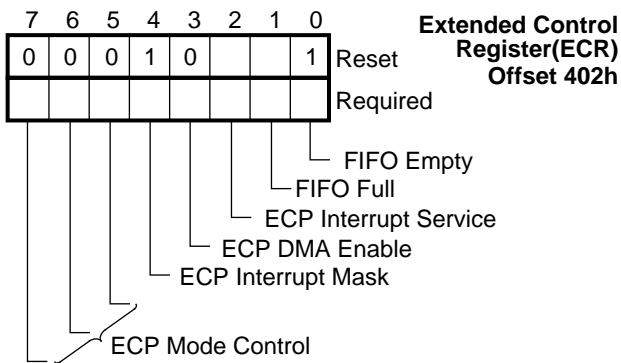 7 6 5 4 3 2 1 0
Extended Control
Register(ECR)
Offset 402h
0 0 0 1 0 1 Reset
Required
FIFO Empty
FIFO Full
ECP Interrupt Service
ECP DMA Enable
ECP Interrupt Mask
ECP Mode Control